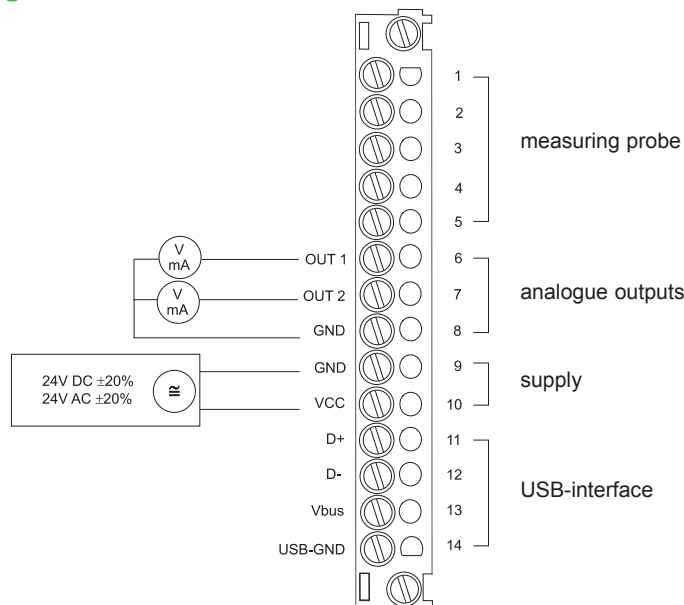 1
2
3
4
5
measuring probe
V
mA
OUT 1
6
V
mA
OUT 2
7
GND
8
analogue outputs
24V DC ±20%
24V AC ±20%
≅
GND
9
VCC
10
supply
D+
11
D-
12
Vbus
13
USB-GND
14
USB-interface